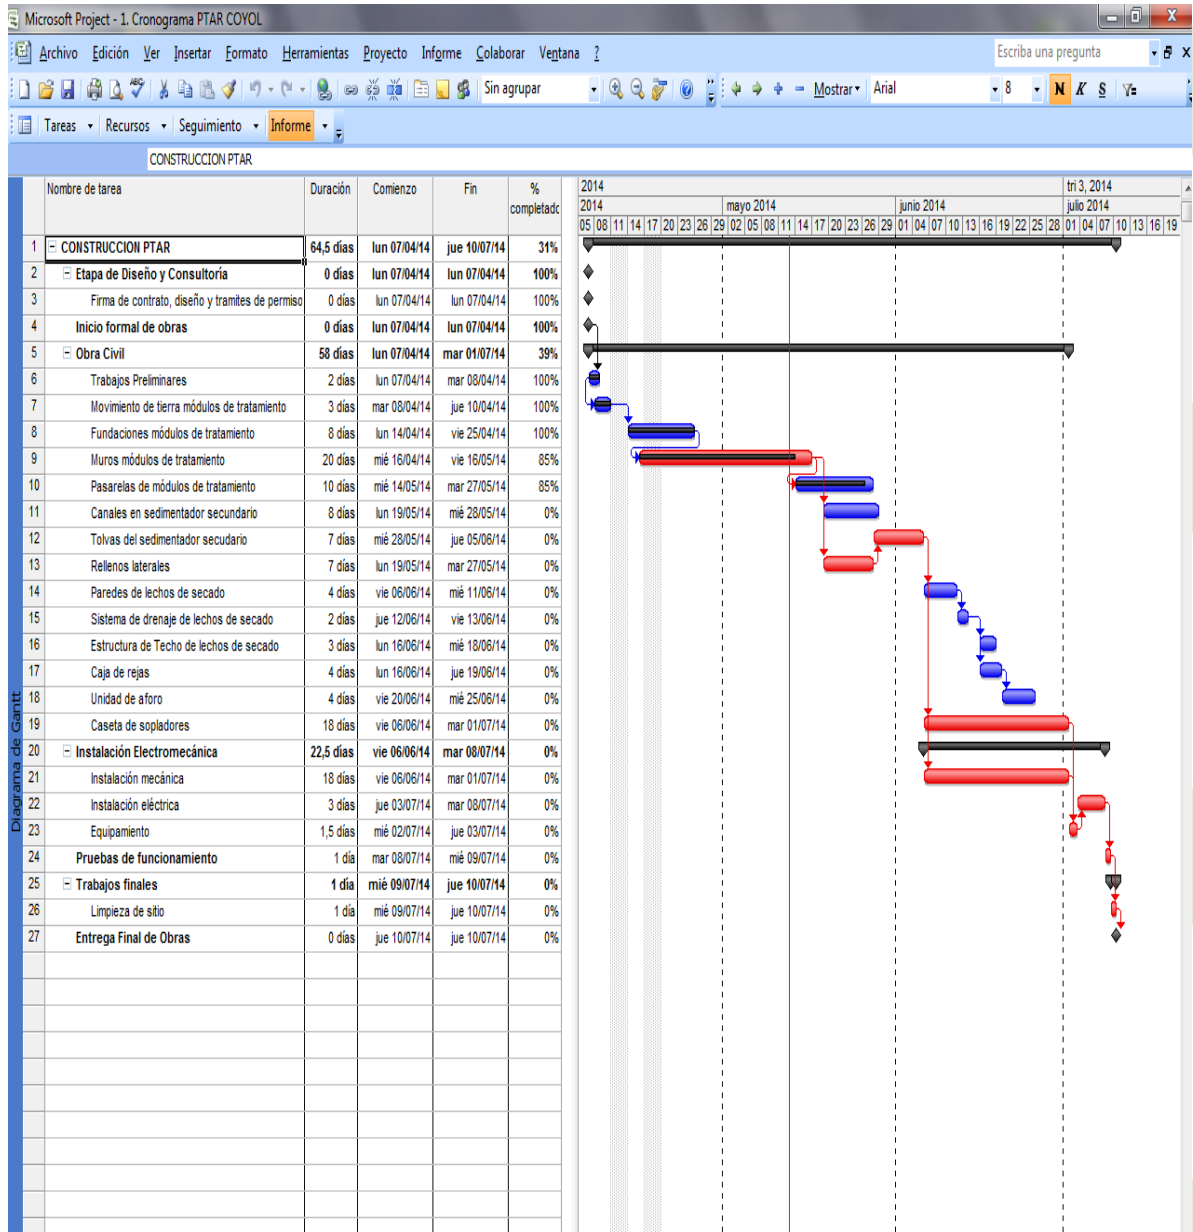 Microsoft Project - 1. Cronograma PTAR COYOL
Archivo Edición Ver Insertar Formato Herramientas Proyecto Informe Colaborar Ventana ? Escriba una pregunta
Sin agrupar Mostrar Arial 8 N K S
Tareas Recursos Seguimiento Informe
CONSTRUCCION PTAR
Nombre de tarea Duración Comienzo Fin % completado
2014 tri 3, 2014
2014 mayo 2014 junio 2014 julio 2014
05 08 11 14 17 20 23 26 29 02 05 08 11 14 17 20 23 26 29 01 04 07 10 13 16 19 22 25 28 01 04 07 10 13 16 19
1 CONSTRUCCION PTAR 64,5 días lun 07/04/14 jue 10/07/14 31%
2 Etapa de Diseño y Consultoría 0 días lun 07/04/14 lun 07/04/14 100%
3 Firma de contrato, diseño y tramites de permiso 0 días lun 07/04/14 lun 07/04/14 100%
4 Inicio formal de obras 0 días lun 07/04/14 lun 07/04/14 100%
5 Obra Civil 58 días lun 07/04/14 mar 01/07/14 39%
6 Trabajos Preliminares 2 días lun 07/04/14 mar 08/04/14 100%
7 Movimiento de tierra módulos de tratamiento 3 días mar 08/04/14 jue 10/04/14 100%
8 Fundaciones módulos de tratamiento 8 días lun 14/04/14 vie 25/04/14 100%
9 Muros módulos de tratamiento 20 días mié 16/04/14 vie 16/05/14 85%
10 Pasarelas de módulos de tratamiento 10 días mié 14/05/14 mar 27/05/14 85%
11 Canales en sedimentador secundario 8 días lun 19/05/14 mié 28/05/14 0%
12 Tolvas del sedimentador secudario 7 días mié 28/05/14 jue 05/06/14 0%
13 Rellenos laterales 7 días lun 19/05/14 mar 27/05/14 0%
14 Paredes de lechos de secado 4 días vie 06/06/14 mié 11/06/14 0%
15 Sistema de drenaje de lechos de secado 2 días jue 12/06/14 vie 13/06/14 0%
16 Estructura de Techo de lechos de secado 3 días lun 16/06/14 mié 18/06/14 0%
17 Caja de rejas 4 días lun 16/06/14 jue 19/06/14 0%
18 Unidad de aforo 4 días vie 20/06/14 mié 25/06/14 0%
19 Caseta de sopladores 18 días vie 06/06/14 mar 01/07/14 0%
20 Instalación Electromecánica 22,5 días vie 06/06/14 mar 08/07/14 0%
21 Instalación mecánica 18 días vie 06/06/14 mar 01/07/14 0%
22 Instalación eléctrica 3 días jue 03/07/14 mar 08/07/14 0%
23 Equipamiento 1,5 días mié 02/07/14 jue 03/07/14 0%
24 Pruebas de funcionamiento 1 día mar 08/07/14 mié 09/07/14 0%
25 Trabajos finales 1 día mié 09/07/14 jue 10/07/14 0%
26 Limpieza de sitio 1 día mié 09/07/14 jue 10/07/14 0%
27 Entrega Final de Obras 0 días jue 10/07/14 jue 10/07/14 0%
Diagrama de Gantt